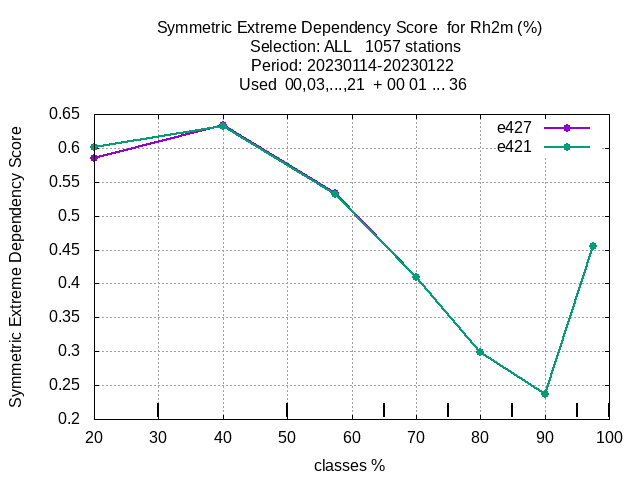 Symmetric Extreme Dependency Score  for Rh2m (%)
Selection: ALL   1057 stations
Period: 20230114-20230122
Used  00,03,...,21  + 00 01 ... 36
e427
e421
Symmetric Extreme Dependency Score
0.65
0.6
0.55
0.5
0.45
0.4
0.35
0.3
0.25
0.2
20 30 40 50 60 70 80 90 100
classes %